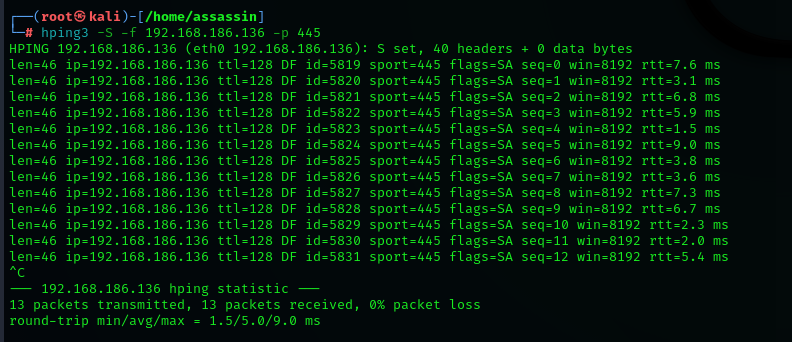 ┌──(root㉿kali)-[/home/assassin]
└─# hping3 -S -f 192.168.186.136 -p 445
HPING 192.168.186.136 (eth0 192.168.186.136): S set, 40 headers + 0 data bytes
len=46 ip=192.168.186.136 ttl=128 DF id=5819 sport=445 flags=SA seq=0 win=8192 rtt=7.6 ms
len=46 ip=192.168.186.136 ttl=128 DF id=5820 sport=445 flags=SA seq=1 win=8192 rtt=3.1 ms
len=46 ip=192.168.186.136 ttl=128 DF id=5821 sport=445 flags=SA seq=2 win=8192 rtt=6.8 ms
len=46 ip=192.168.186.136 ttl=128 DF id=5822 sport=445 flags=SA seq=3 win=8192 rtt=5.9 ms
len=46 ip=192.168.186.136 ttl=128 DF id=5823 sport=445 flags=SA seq=4 win=8192 rtt=1.5 ms
len=46 ip=192.168.186.136 ttl=128 DF id=5824 sport=445 flags=SA seq=5 win=8192 rtt=9.0 ms
len=46 ip=192.168.186.136 ttl=128 DF id=5825 sport=445 flags=SA seq=6 win=8192 rtt=3.8 ms
len=46 ip=192.168.186.136 ttl=128 DF id=5826 sport=445 flags=SA seq=7 win=8192 rtt=3.6 ms
len=46 ip=192.168.186.136 ttl=128 DF id=5827 sport=445 flags=SA seq=8 win=8192 rtt=7.3 ms
len=46 ip=192.168.186.136 ttl=128 DF id=5828 sport=445 flags=SA seq=9 win=8192 rtt=6.7 ms
len=46 ip=192.168.186.136 ttl=128 DF id=5829 sport=445 flags=SA seq=10 win=8192 rtt=2.3 ms
len=46 ip=192.168.186.136 ttl=128 DF id=5830 sport=445 flags=SA seq=11 win=8192 rtt=2.0 ms
len=46 ip=192.168.186.136 ttl=128 DF id=5831 sport=445 flags=SA seq=12 win=8192 rtt=5.4 ms
^C
--- 192.168.186.136 hping statistic ---
13 packets transmitted, 13 packets received, 0% packet loss
round-trip min/avg/max = 1.5/5.0/9.0 ms